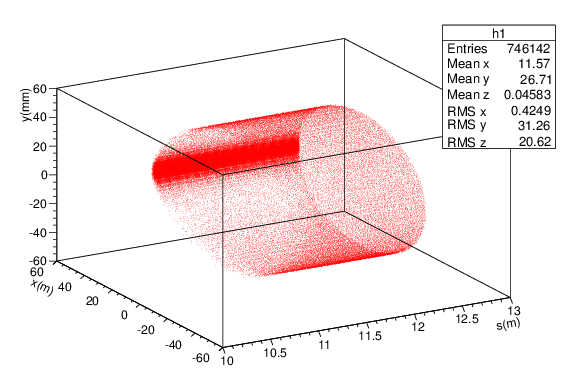 h1
Entries 746142
Mean x 11.57
Mean y 26.71
Mean z 0.04583
RMS x 0.4249
RMS y 31.26
RMS z 20.62
y(mm)
60
40
20
0
-20
-40
-60
x(m)
60
40
20
0
-20
-40
-60
10
10.5
11
11.5
12
12.5
13
s(m)